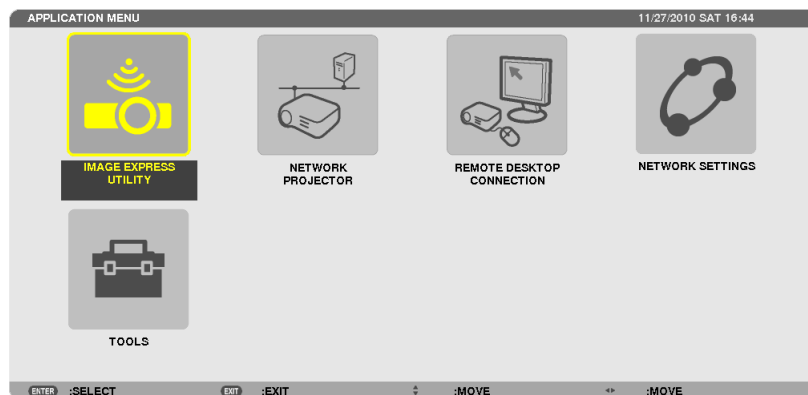 APPLICATION MENU
11/27/2010 SAT 16:44
IMAGE EXPRESS
UTILITY
NETWORK
PROJECTOR
REMOTE DESKTOP
CONNECTION
NETWORK SETTINGS
TOOLS
ENTER :SELECT
EXIT :EXIT
:MOVE
:MOVE